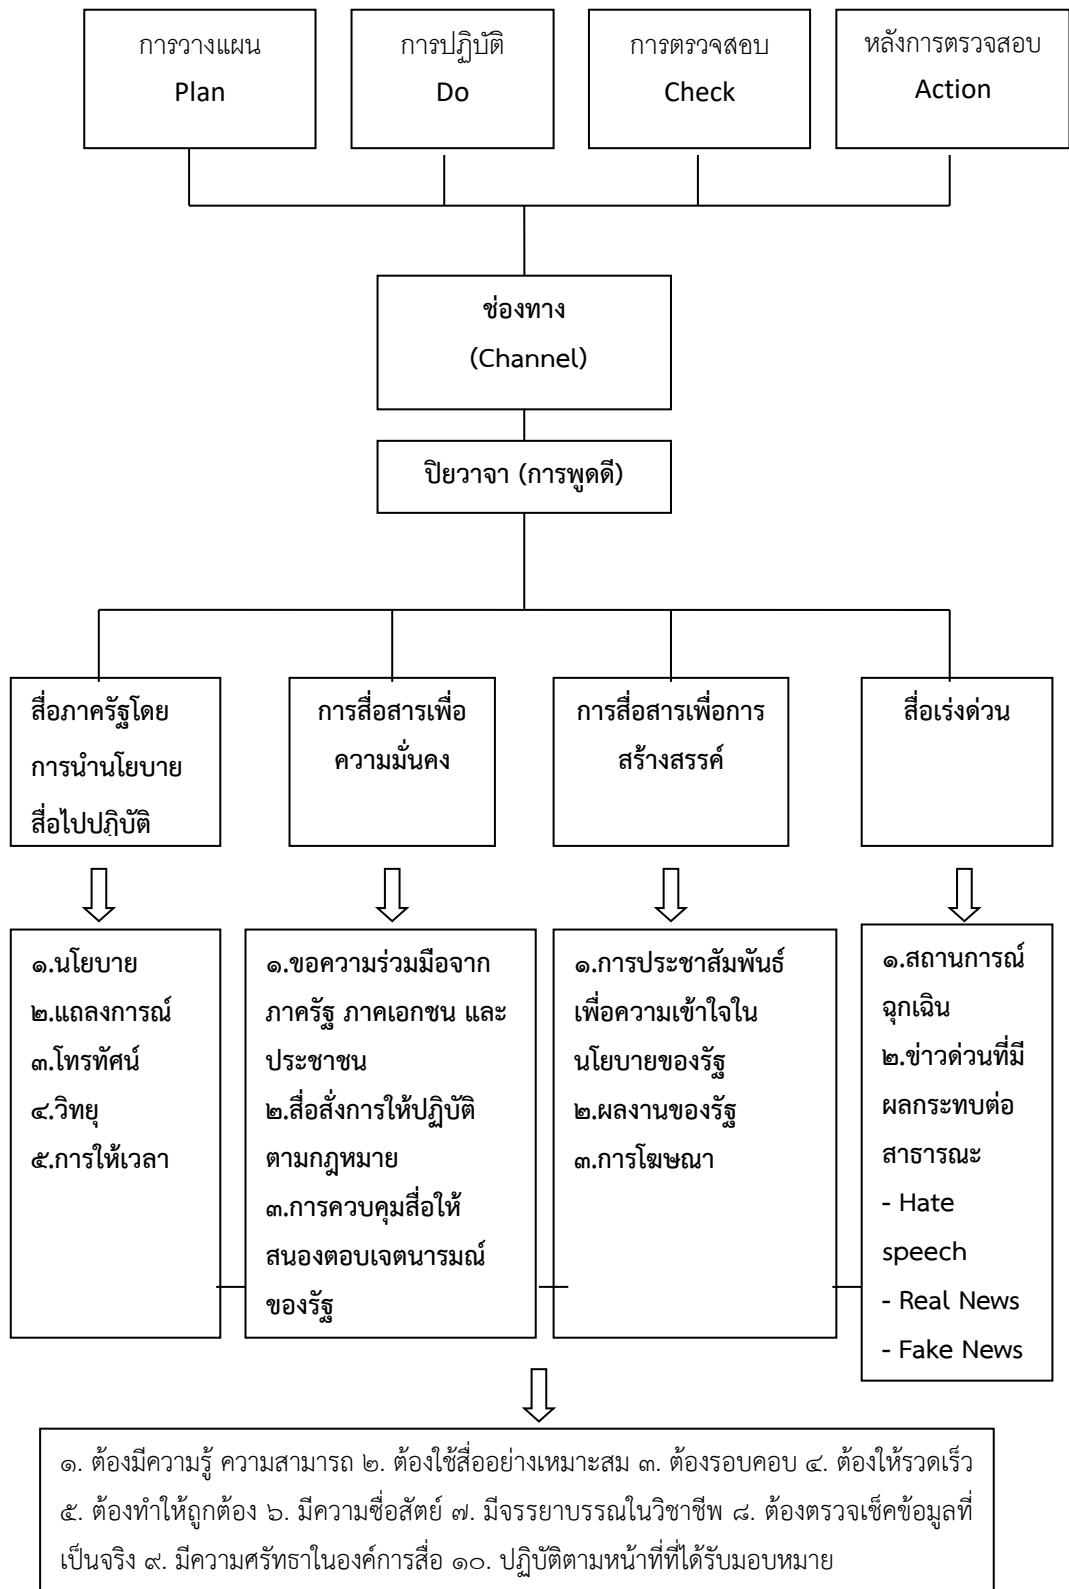 การวางแผน
Plan
การปฏิบัติ
Do
การตรวจสอบ
Check
หลังการตรวจสอบ
Action
ช่องทาง
(Channel)
ปิยวาจา (การพูดดี)
สื่อภาครัฐโดย
การนำนโยบาย
สื่อไปปฏิบัติ
การสื่อสารเพื่อ
ความมั่นคง
การสื่อสารเพื่อการ
สร้างสรรค์
สื่อเร่งด่วน
๑.นโยบาย
๒.แถลงการณ์
๓.โทรทัศน์
๔.วิทยุ
๕.การให้เวลา
๑.ขอความร่วมมือจาก
ภาครัฐ ภาคเอกชน และ
ประชาชน
๒.สื่อสั่งการให้ปฏิบัติ
ตามกฎหมาย
๓.การควบคุมสื่อให้
สนองตอบเจตนารมณ์
ของรัฐ
๑.การประชาสัมพันธ์
เพื่อความเข้าใจใน
นโยบายของรัฐ
๒.ผลงานของรัฐ
๓.การโฆษณา
๑.สถานการณ์
ฉุกเฉิน
๒.ข่าวด่วนที่มี
ผลกระทบต่อ
สาธารณะ
- Hate
speech
- Real News
- Fake News
๑. ต้องมีความรู้ ความสามารถ ๒. ต้องใช้สื่ออย่างเหมาะสม ๓. ต้องรอบคอบ ๔. ต้องให้รวดเร็ว
๕. ต้องทำให้ถูกต้อง ๖. มีความซื่อสัตย์ ๗. มีจรรยาบรรณในวิชาชีพ ๘. ต้องตรวจเช็คข้อมูลที่
เป็นจริง ๙. มีความศรัทธาในองค์การสื่อ ๑๐. ปฏิบัติตามหน้าที่ที่ได้รับมอบหมาย